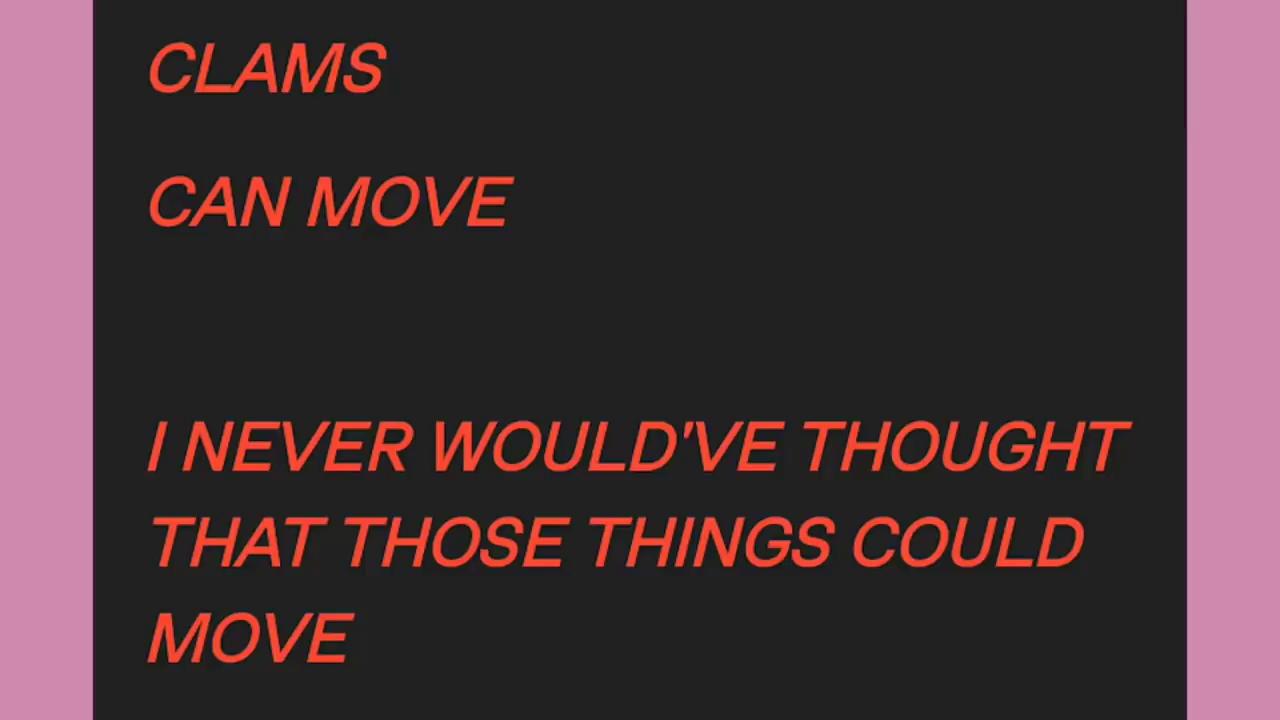 CLAMS
CAN MOVE
I NEVER WOULD'VE THOUGHT
THAT THOSE THINGS COULD
MOVE